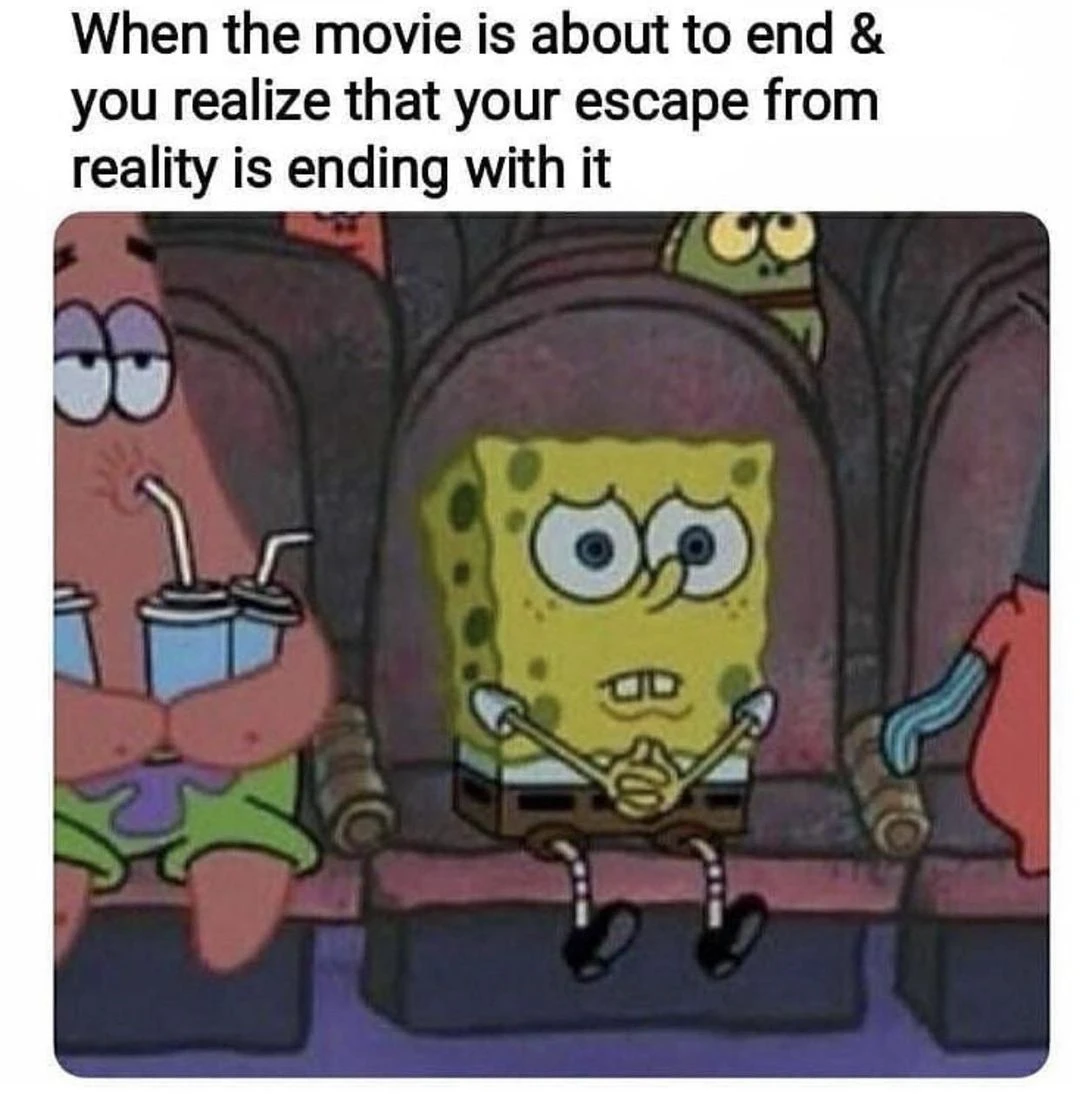 When the movie is about to end &
you realize that your escape from
reality is ending with it